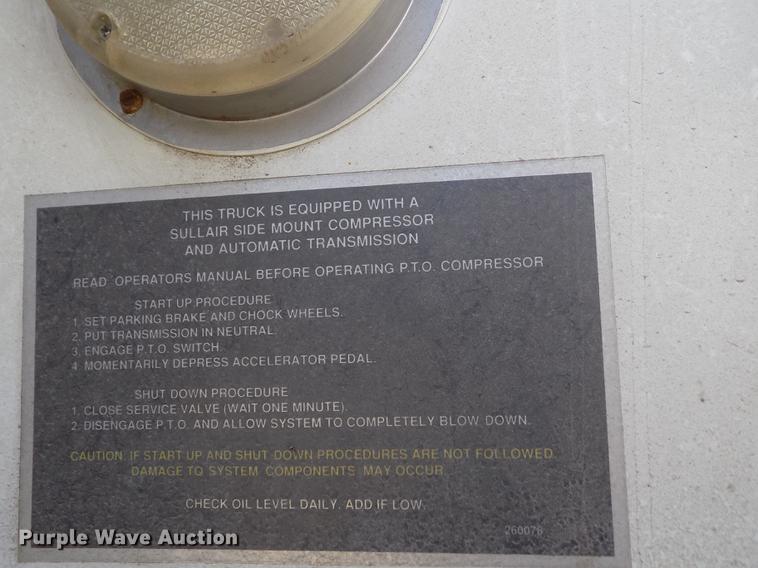 THIS TRUCK IS EQUIPPED WITH A
SULLAIR SIDE MOUNT COMPRESSOR
AND AUTOMATIC TRANSMISSION
READ OPERATORS MANUAL BEFORE OPERATING P.T.O. COMPRESSOR
START UP PROCEDURE
1. SET PARKING BRAKE AND CHOCK WHEELS.
2. PUT TRANSMISSION IN NEUTRAL.
3. ENGAGE P.T.O. SWITCH.
4. MOMENTARILY DEPRESS ACCELERATOR PEDAL.
SHUT DOWN PROCEDURE
1. CLOSE SERVICE VALVE (WAIT ONE MINUTE).
2. DISENGAGE P.T.O. AND ALLOW SYSTEM TO COMPLETELY BLOW DOWN.
CAUTION: IF START UP AND SHUT DOWN PROCEDURES ARE NOT FOLLOWED
DAMAGE TO SYSTEM COMPONENTS MAY OCCUR.
CHECK OIL LEVEL DAILY. ADD IF LOW.
260076
Purple Wave Auction